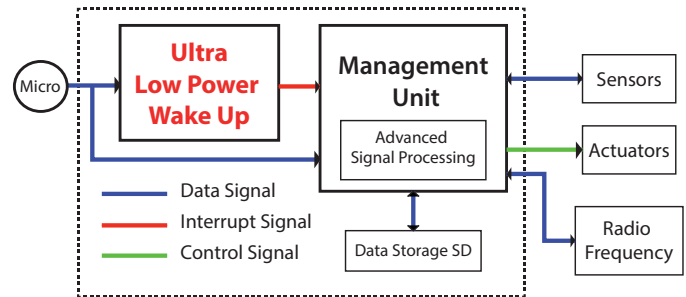 Micro
Ultra
Low Power
Wake Up
Management
Unit
Advanced
Signal Processing
Sensors
Actuators
Radio
Frequency
Data Storage SD
Data Signal
Interrupt Signal
Control Signal